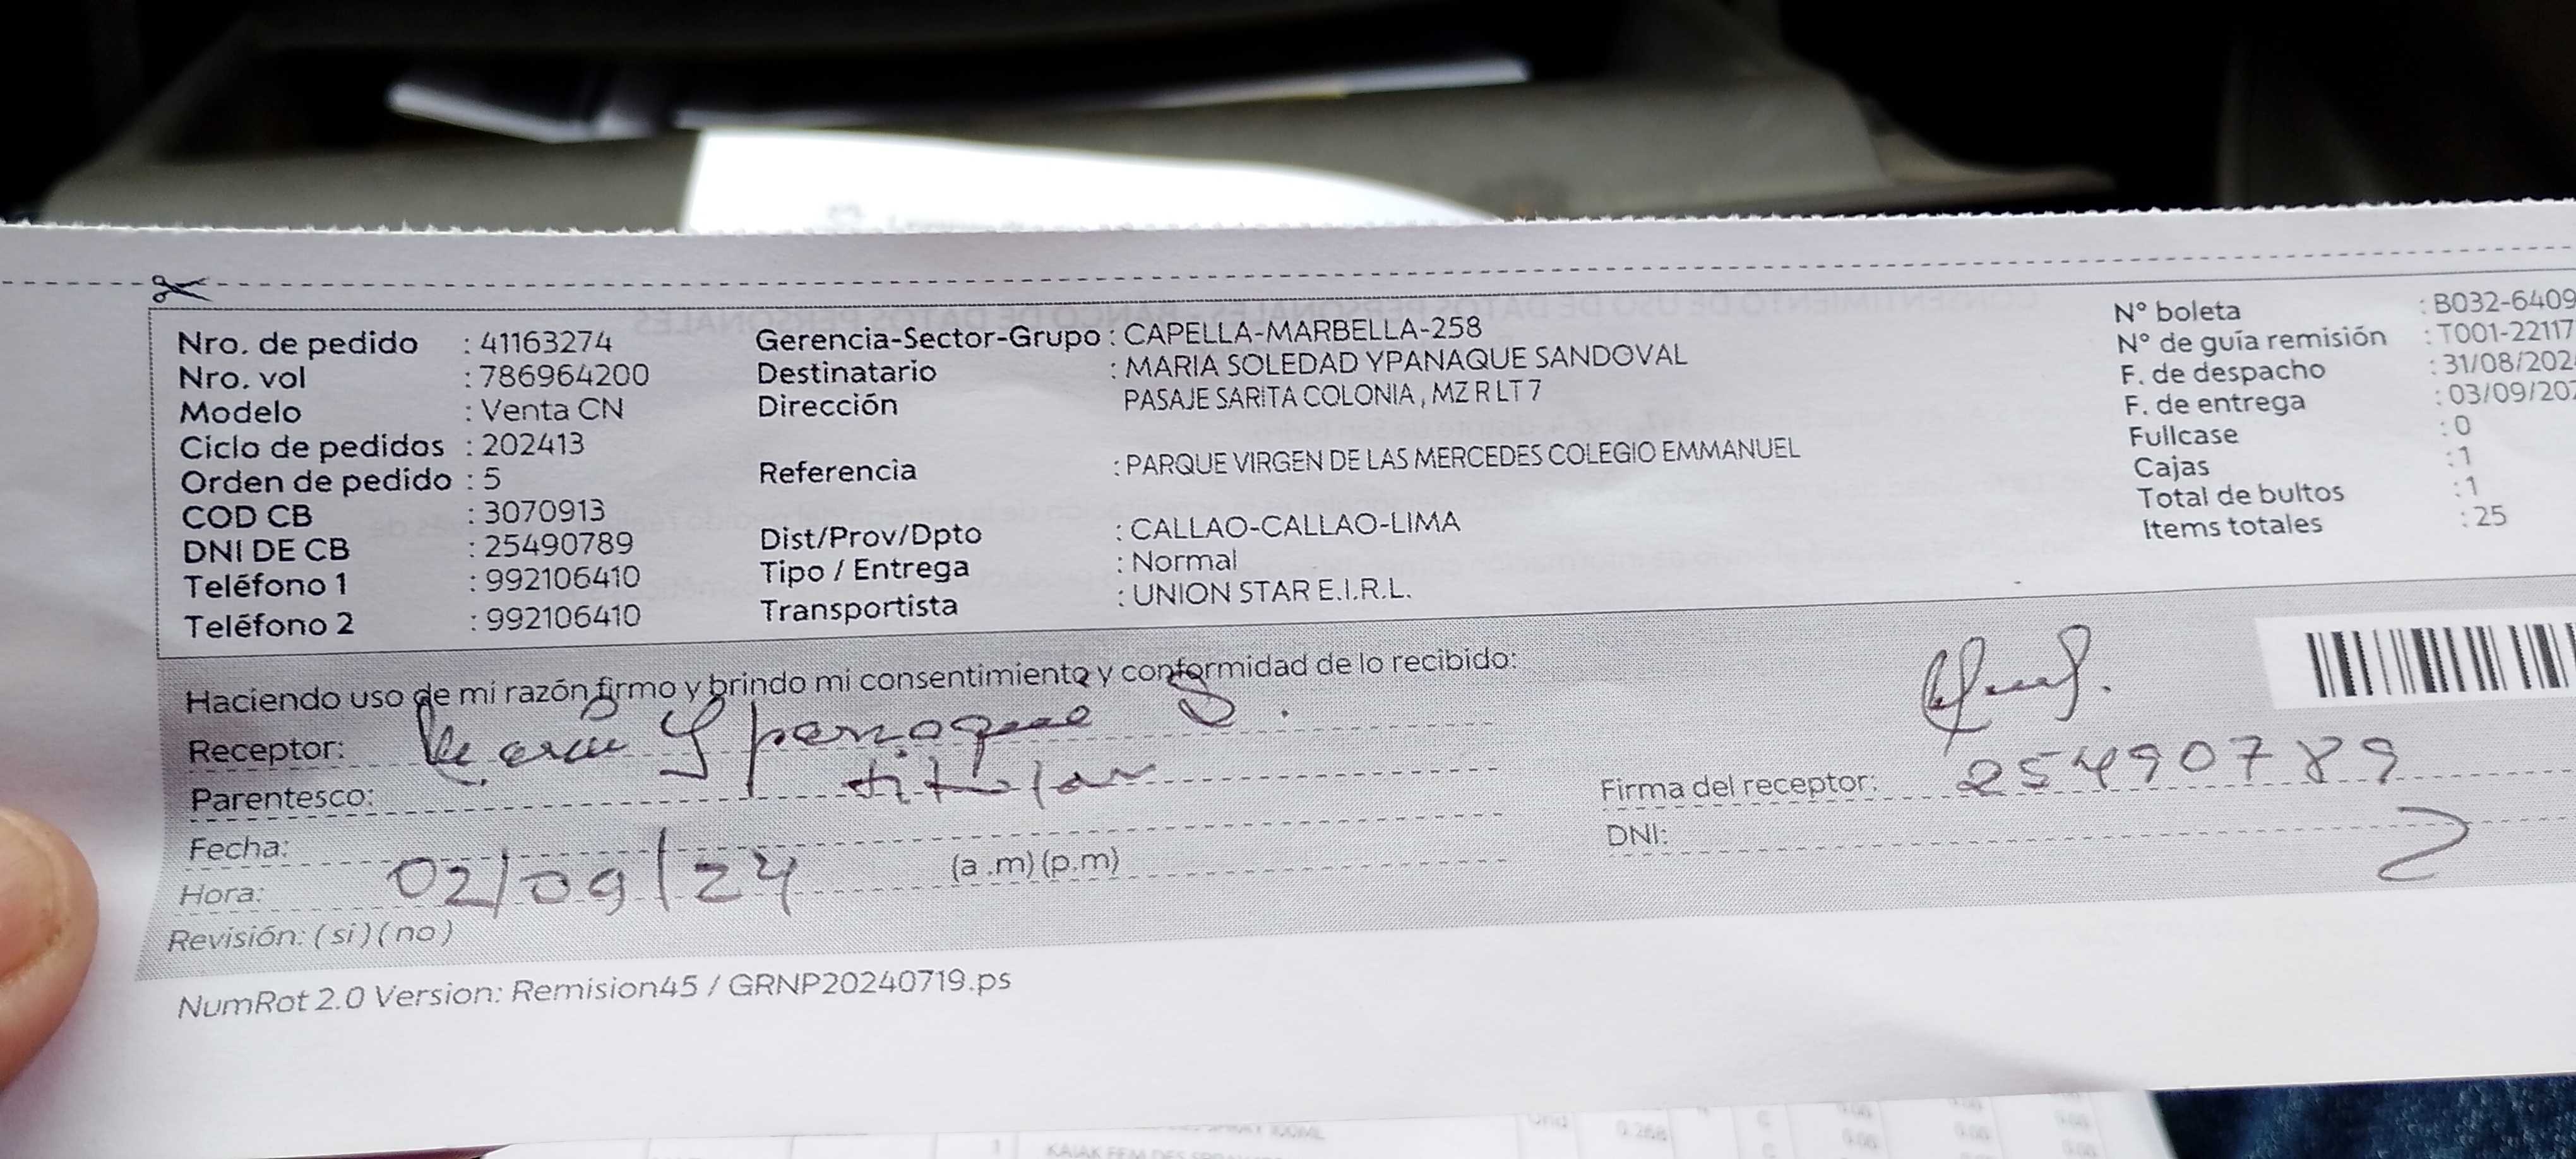 Nro. de pedido : 41163274
Nro. vol : 786964200
Modelo : Venta CN
Ciclo de pedidos : 202413
Orden de pedido : 5
COD CB : 3070913
DNI DE CB : 25490789
Teléfono 1 : 992106410
Teléfono 2 : 992106410
Gerencia-Sector-Grupo : CAPELLA-MARBELLA-258
Destinatario : MARIA SOLEDAD YPANAQUE SANDOVAL
Dirección PASAJE SARITA COLONIA , MZ R LT 7
Referencia : PARQUE VIRGEN DE LAS MERCEDES COLEGIO EMMANUEL
Dist/Prov/Dpto : CALLAO-CALLAO-LIMA
Tipo / Entrega : Normal
Transportista : UNION STAR E.I.R.L.
N° boleta : B032-6409
N° de guía remisión : T001-22117
F. de despacho : 31/08/202
F. de entrega : 03/09/20
Fullcase : 0
Cajas : 1
Total de bultos : 1
Items totales : 25
Haciendo uso de mi razón firmo y brindo mi consentimiento y conformidad de lo recibido:
Receptor: Maria Ypanaque S.
Parentesco: titular
Fecha:
Hora: 02/09/24 (a .m) (p.m)
Revisión: ( si ) ( no )
Firma del receptor: 25490789
DNI:
NumRot 2.0 Version: Remision45 / GRNP20240719.ps